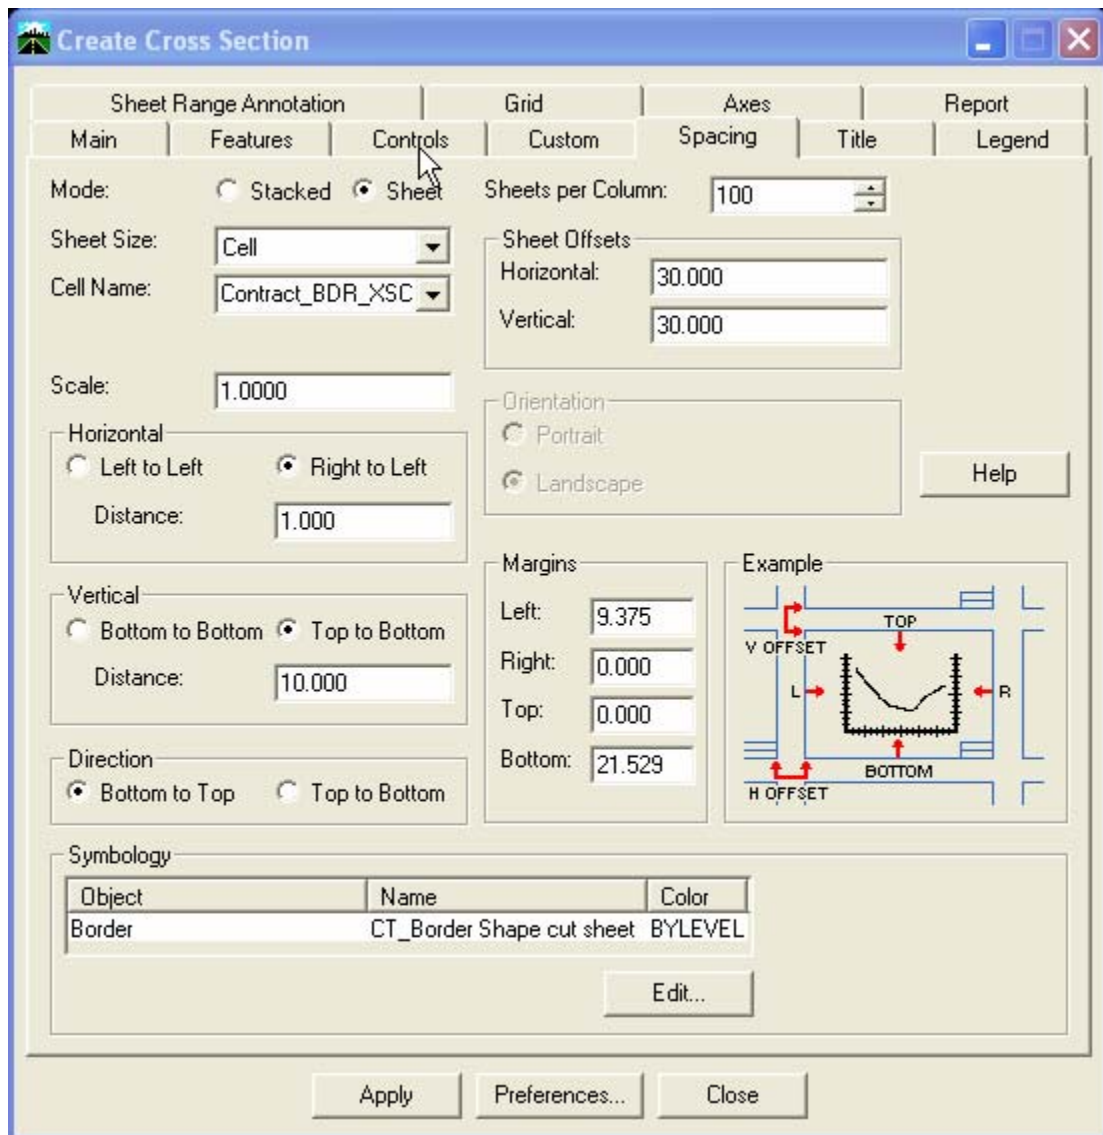 Create Cross Section
Sheet Range Annotation Grid Axes Report
Main Features Controls Custom Spacing Title Legend
Mode: Stacked Sheet Sheets per Column: 100
Sheet Size: Cell
Cell Name: Contract_BDR_XSC
Sheet Offsets
Horizontal: 30.000
Vertical: 30.000
Scale: 1.0000
Orientation
Portrait
Landscape
Horizontal
Left to Left Right to Left
Distance: 1.000
Help
Vertical
Bottom to Bottom Top to Bottom
Distance: 10.000
Direction
Bottom to Top Top to Bottom
Margins
Left: 9.375
Right: 0.000
Top: 0.000
Bottom: 21.529
Example
TOP
V OFFSET
L
R
BOTTOM
H OFFSET
Symbology
Object Name Color
Border CT_Border Shape cut sheet BYLEVEL
Edit...
Apply Preferences... Close